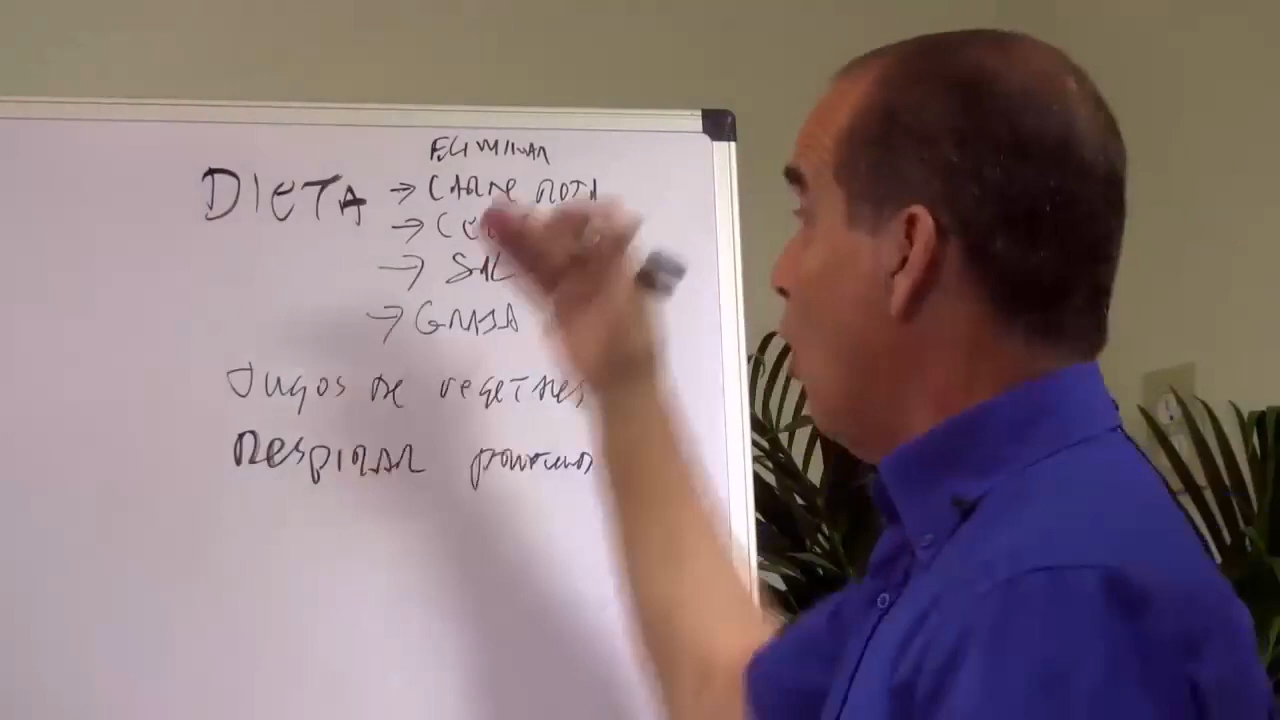 ELIMINAR
DIETA → CARNE ROJA
→
→ SAL
→ GRASA
Jugos de vegetales
Respirar